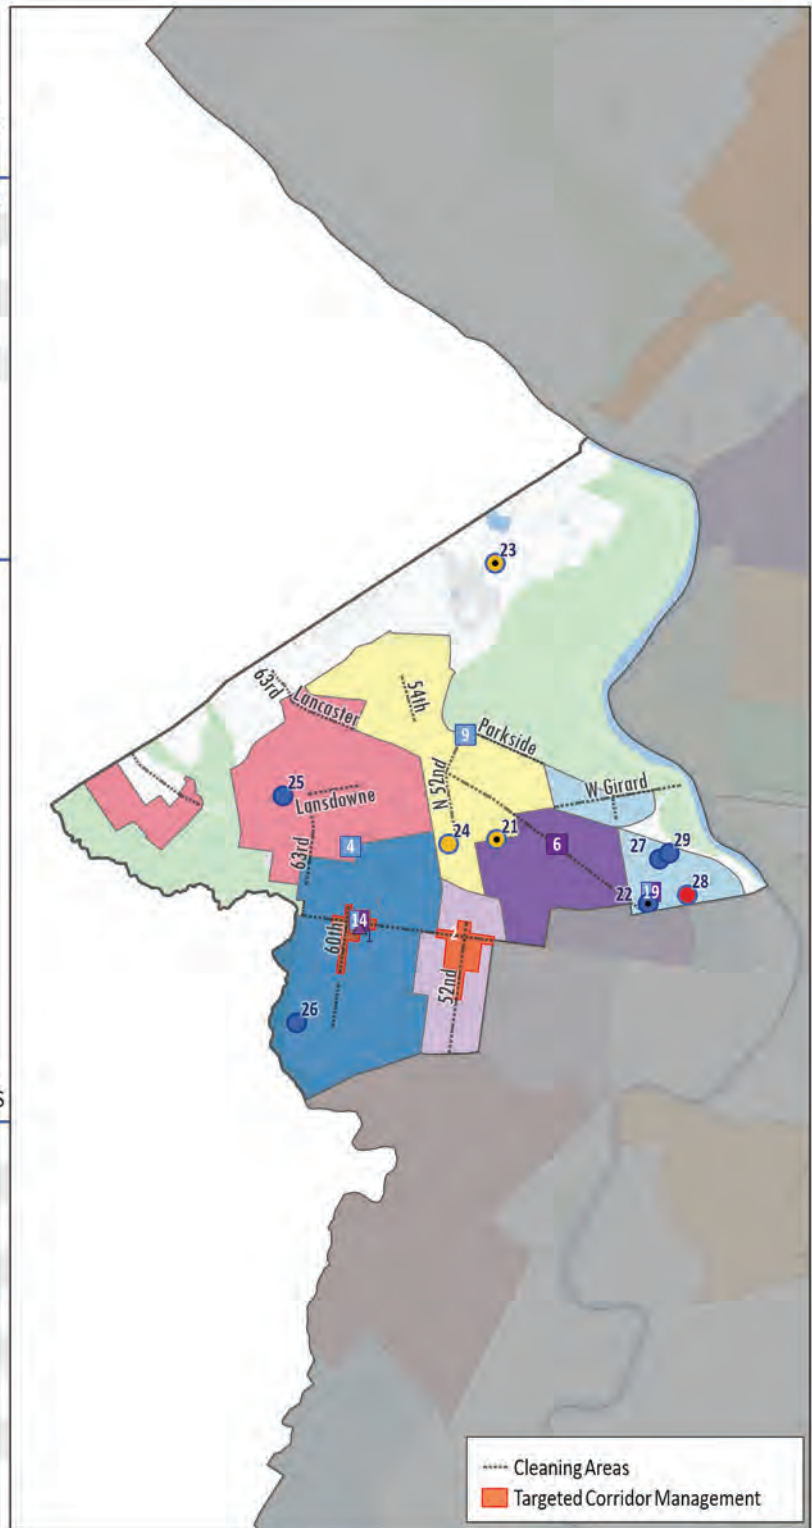 23
63rd
Lancaster
54th
9
Parkside
N 52nd
W Girard
25
Lansdowne
24
21
6
27
29
4
63rd
22
19
28
14
1
60th
2
52nd
26
S
Cleaning Areas
Targeted Corridor Management